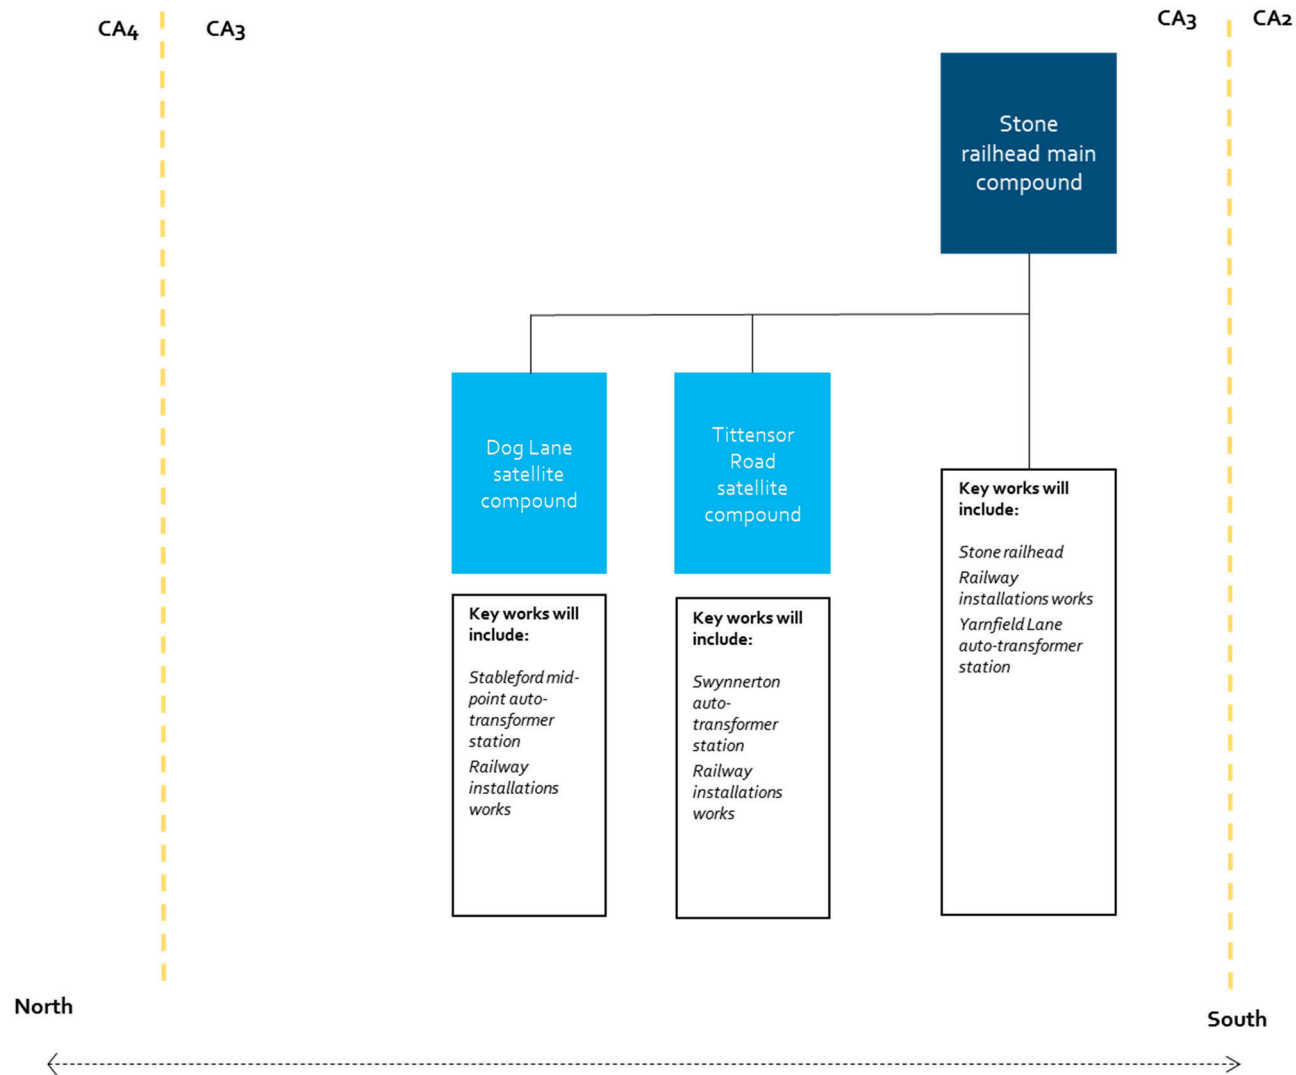 CA4
CA3
CA3
CA2
Stone
railhead main
compound
Dog Lane
satellite
compound
Tittensor
Road
satellite
compound
Key works will
include:
Stone railhead
Railway
installations works
Yarnfield Lane
auto-transformer
station
Key works will
include:
Stableford mid-
point auto-
transformer
station
Railway
installations
works
Key works will
include:
Swynnerton
auto-
transformer
station
Railway
installations
works
North
South